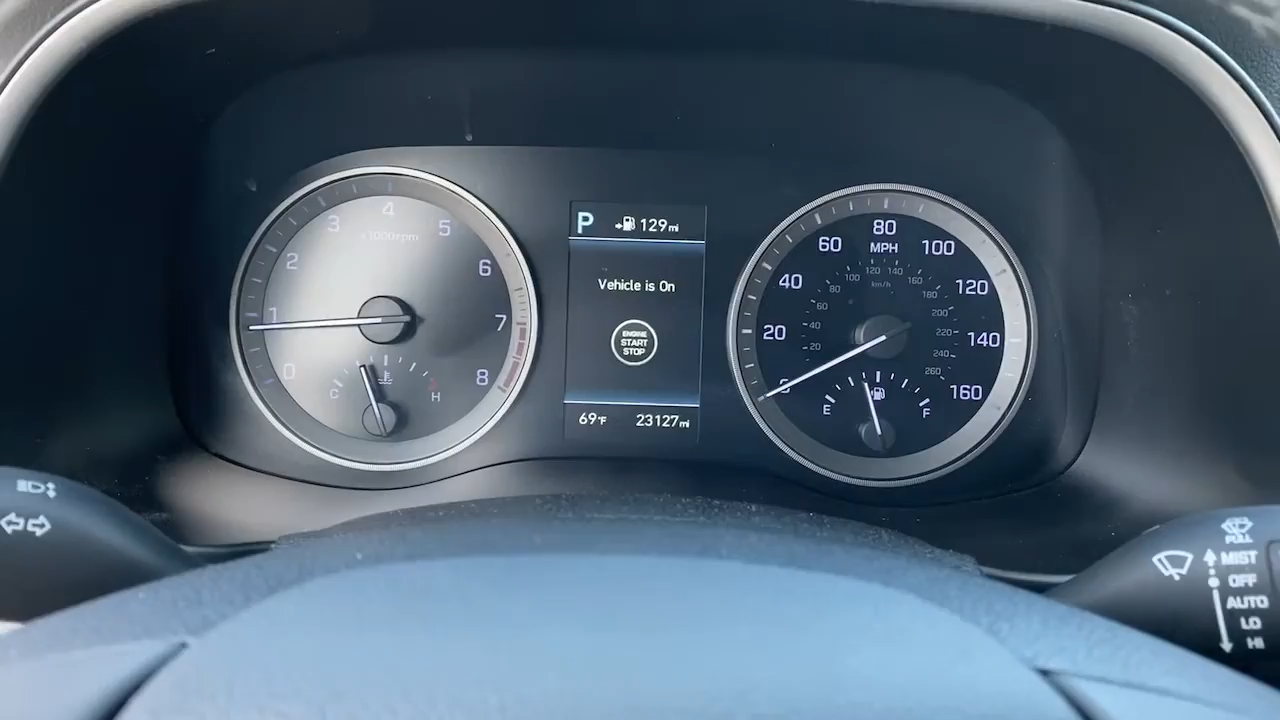 4
3
5
x1000rpm
2
6
1
7
0
8
C
H
P 129mi
Vehicle is On
ENGINE
START
STOP
69°F 23127mi
80
MPH
60
100
40
120
20
140
0
160
120
140
100
160
km/h
80
180
60
200
40
220
20
240
260
E
F
PULL
MIST
OFF
AUTO
LO
HI